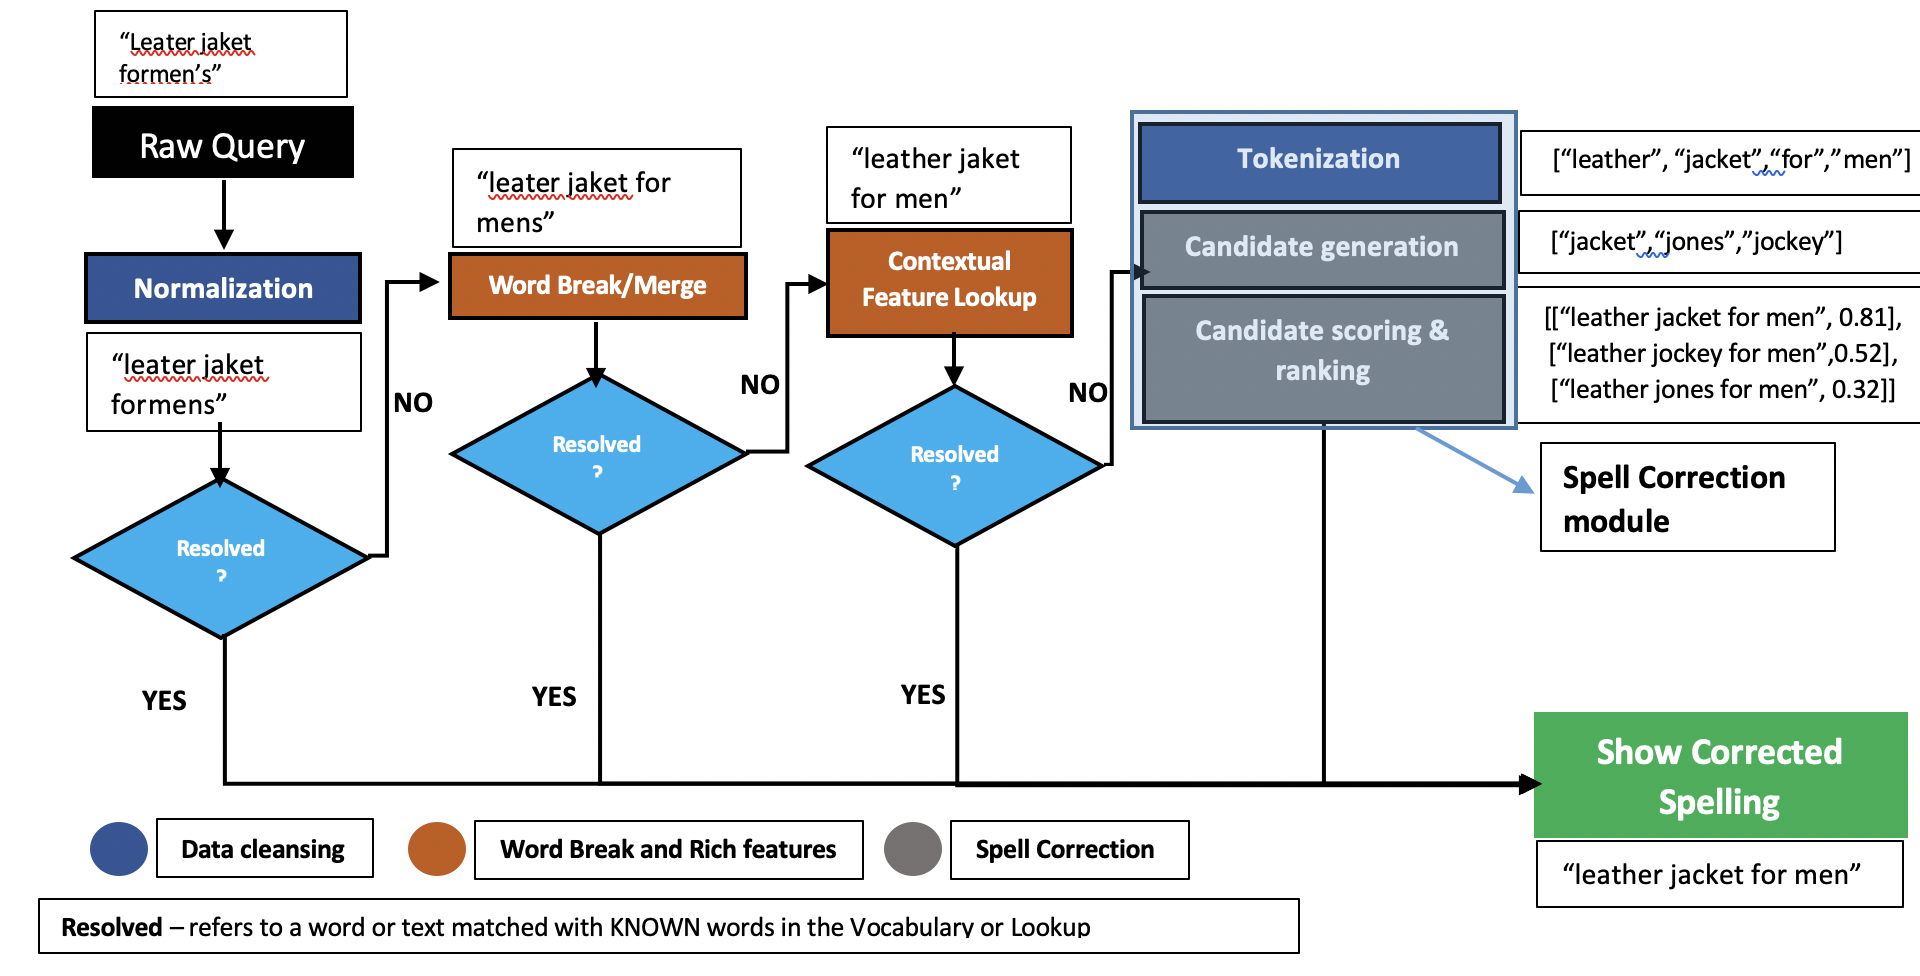 “Leater jaket
formen’s”
Raw Query
Normalization
“leater jaket
formens”
Resolved
?
NO
YES
“leater jaket for
mens”
Word Break/Merge
Resolved
?
NO
YES
“leather jaket
for men”
Contextual
Feature Lookup
Resolved
?
NO
YES
Tokenization
[“leather”, “jacket”,“for”,”men”]
Candidate generation
[“jacket”,“jones”,”jockey”]
Candidate scoring &
ranking
[[“leather jacket for men”, 0.81],
[“leather jockey for men”,0.52],
[“leather jones for men”, 0.32]]
Spell Correction
module
Show Corrected
Spelling
“leather jacket for men”
Data cleansing
Word Break and Rich features
Spell Correction
Resolved – refers to a word or text matched with KNOWN words in the Vocabulary or Lookup